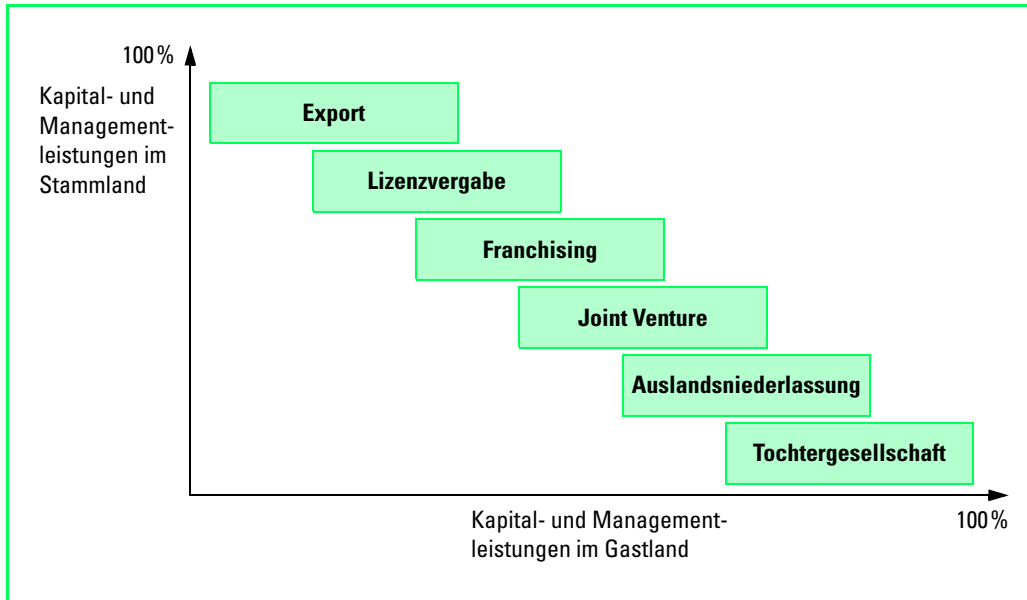 100 %
Kapital- und
Management-
leistungen im
Stammland
Export
Lizenzvergabe
Franchising
Joint Venture
Auslandsniederlassung
Tochtergesellschaft
Kapital- und Management-
leistungen im Gastland
100 %